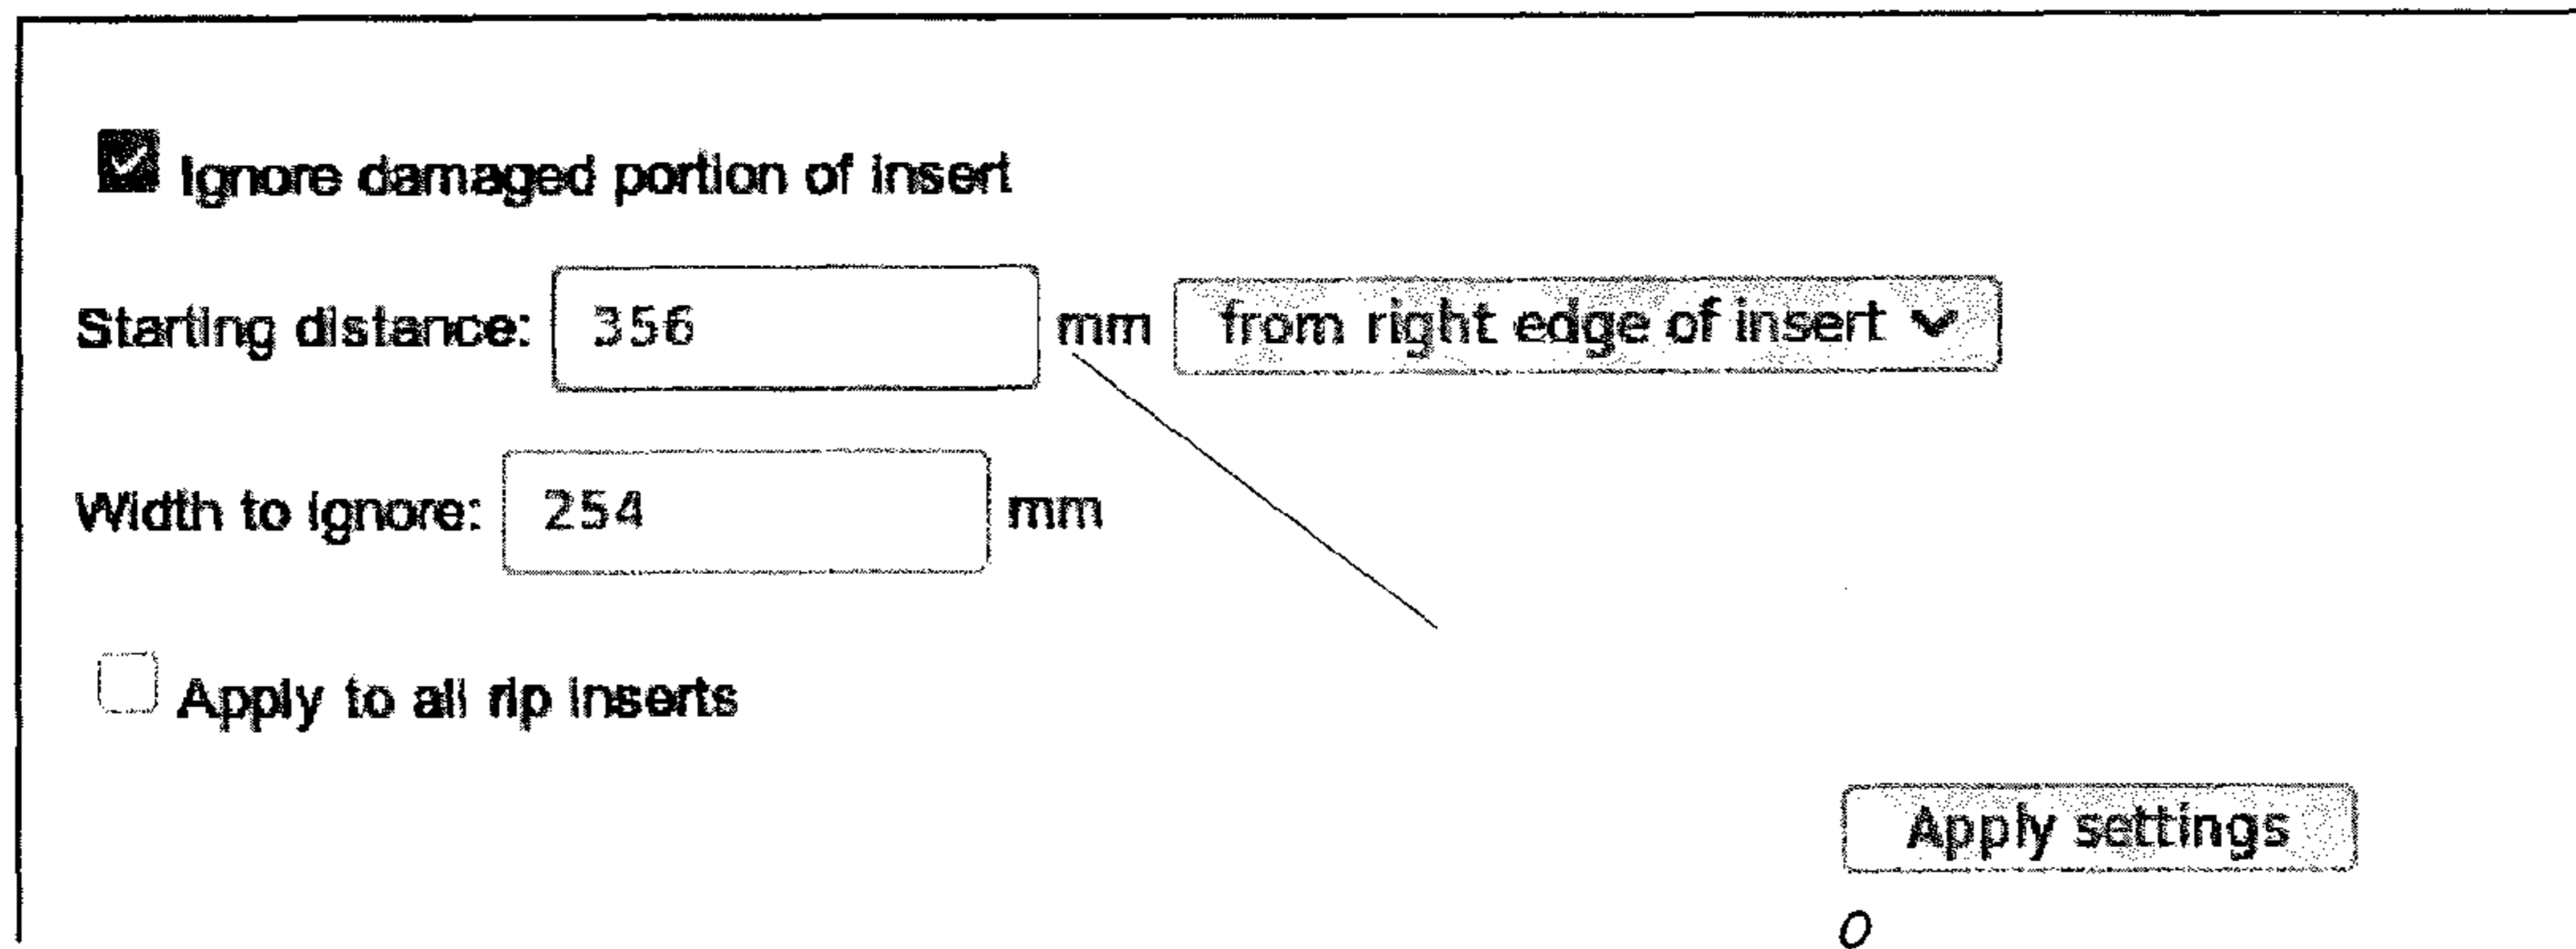 Ignore damaged portion of insert
Starting distance: 356 mm from right edge of insert
Width to ignore: 254 mm
Apply to all rip inserts
Apply settings
0